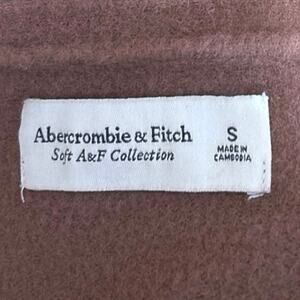 Abercrombie & Fitch
Soft A&F Collection
S
MADE IN
CAMBODIA